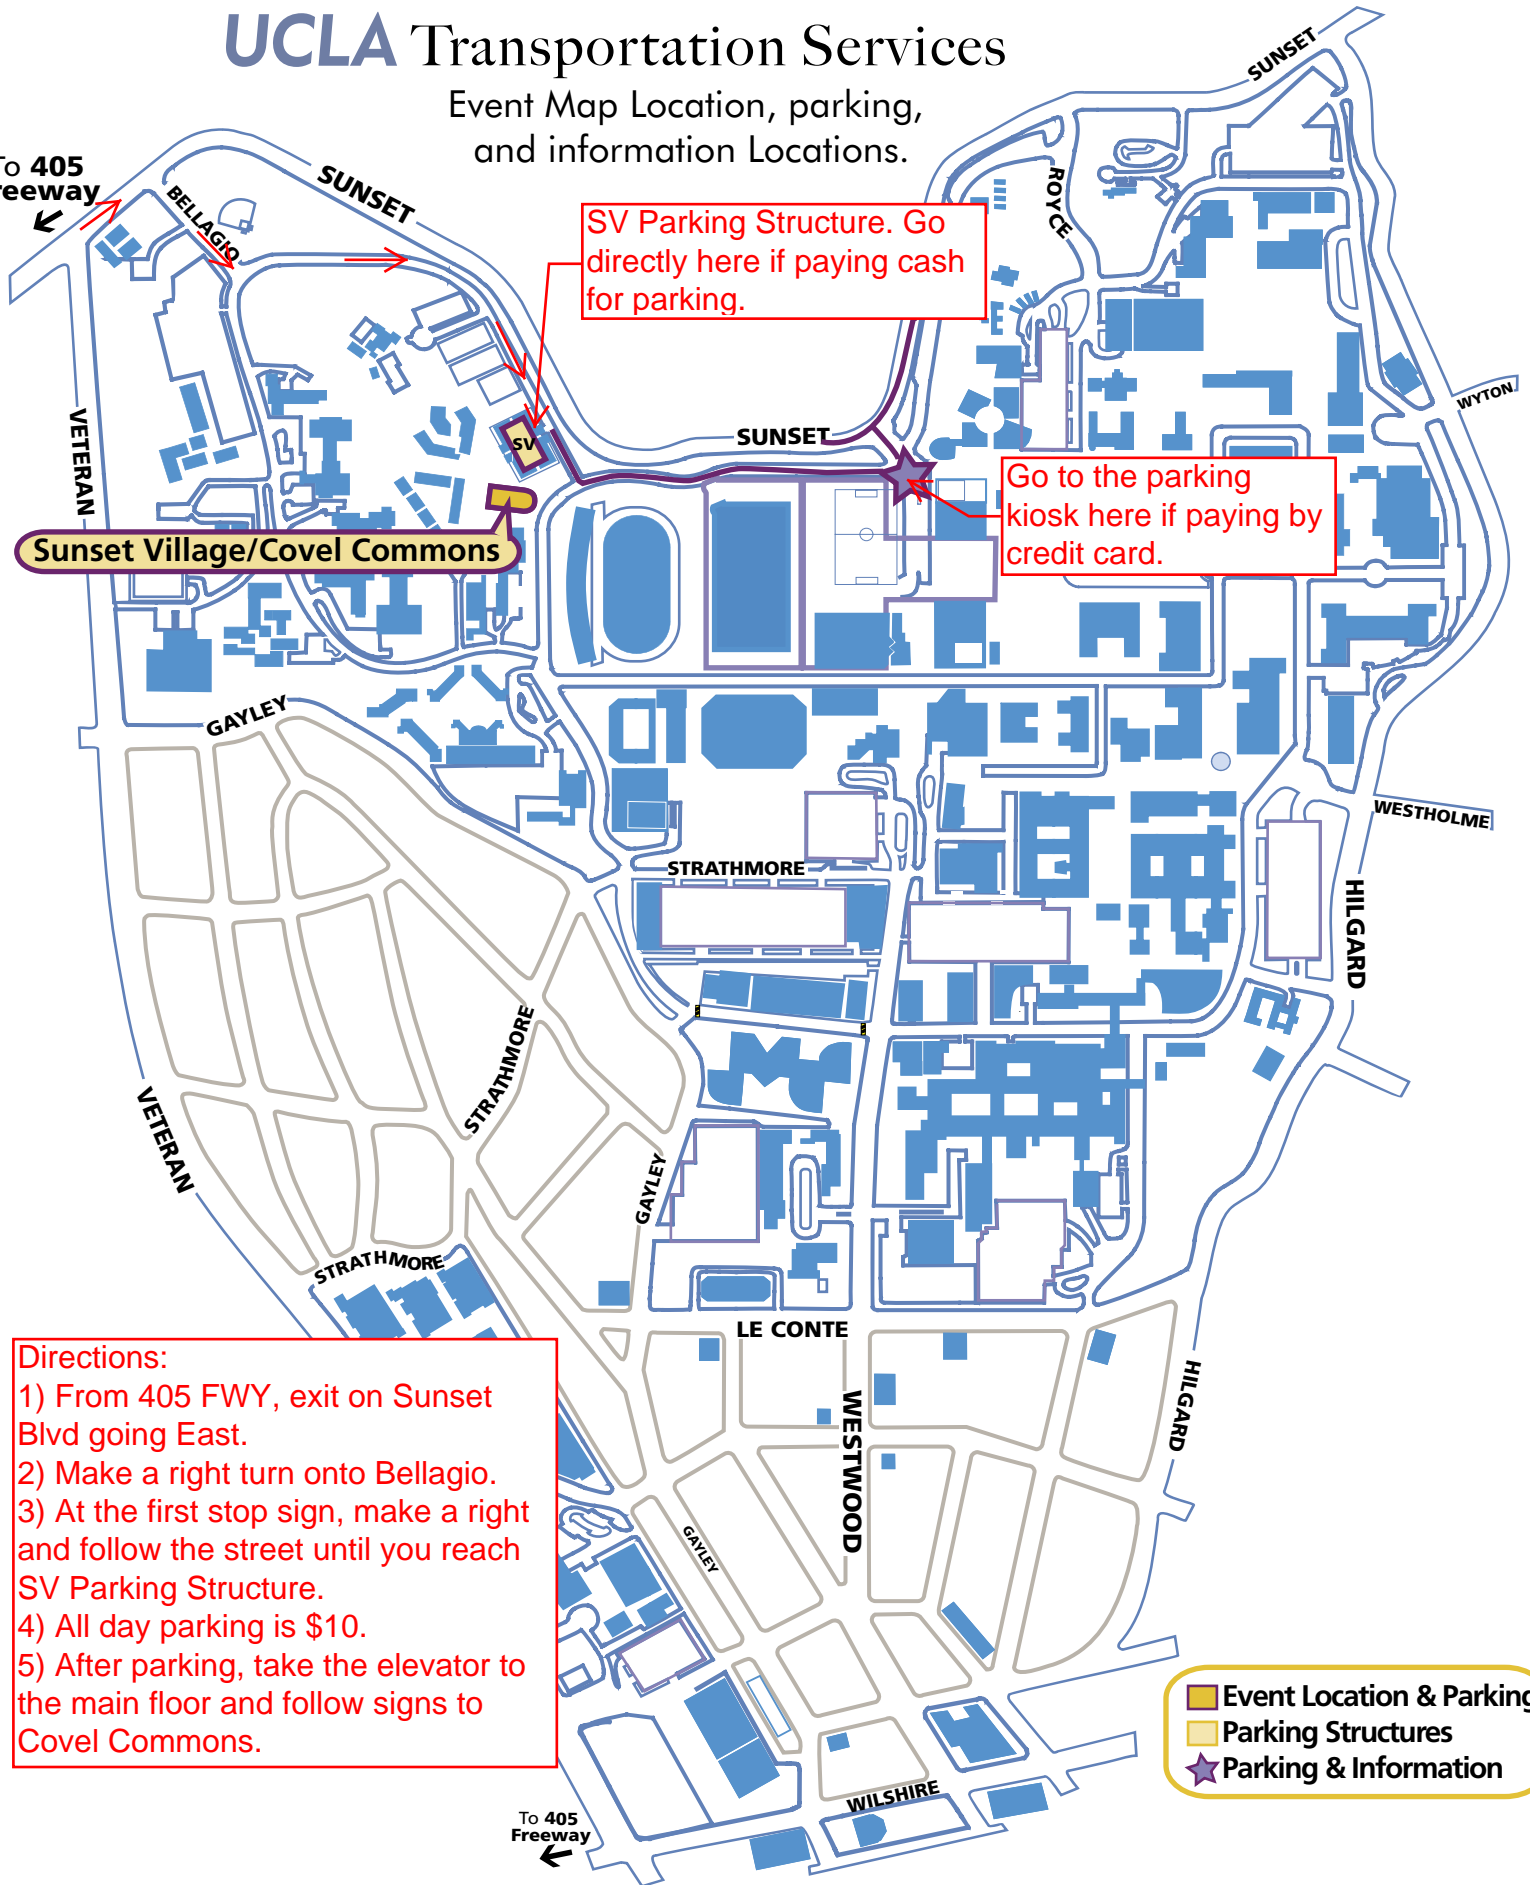 UCLA Transportation Services
Event Map Location, parking,
and information Locations.
SUNSET
To 405
Freeway
BELLAGIO
SUNSET
ROYCE
SV Parking Structure. Go
directly here if paying cash
for parking.
WYTON
VETERAN
SUNSET
SV
Go to the parking
kiosk here if paying by
credit card.
Sunset Village/Covel Commons
GAYLEY
WESTHOLME
STRATHMORE
HILGARD
STRATHMORE
VETERAN
GAYLEY
STRATHMORE
LE CONTE
Directions:
1) From 405 FWY, exit on Sunset
Blvd going East.
2) Make a right turn onto Bellagio.
3) At the first stop sign, make a right
and follow the street until you reach
SV Parking Structure.
4) All day parking is $10.
5) After parking, take the elevator to
the main floor and follow signs to
Covel Commons.
HILGARD
WESTWOOD
GAYLEY
Event Location & Parking
Parking Structures
Parking & Information
WILSHIRE
To 405
Freeway